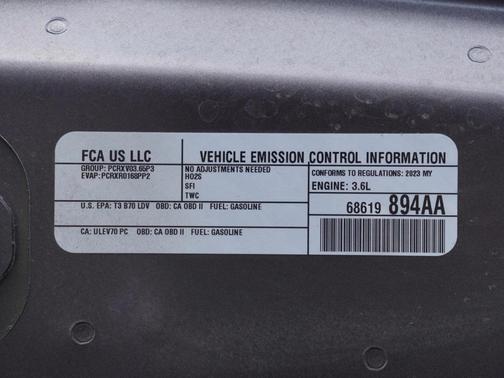 FCA US LLC
VEHICLE EMISSION CONTROL INFORMATION
GROUP: PCRXV03.65P3
EVAP: PCRXR0168PP2
NO ADJUSTMENTS NEEDED
HO2S
SFI
TWC
CONFORMS TO REGULATIONS: 2023 MY
ENGINE: 3.6L
U.S. EPA: T3 B70 LDV OBD: CA OBD II FUEL: GASOLINE
68619 894AA
CA: ULEV70 PC OBD: CA OBD II FUEL: GASOLINE